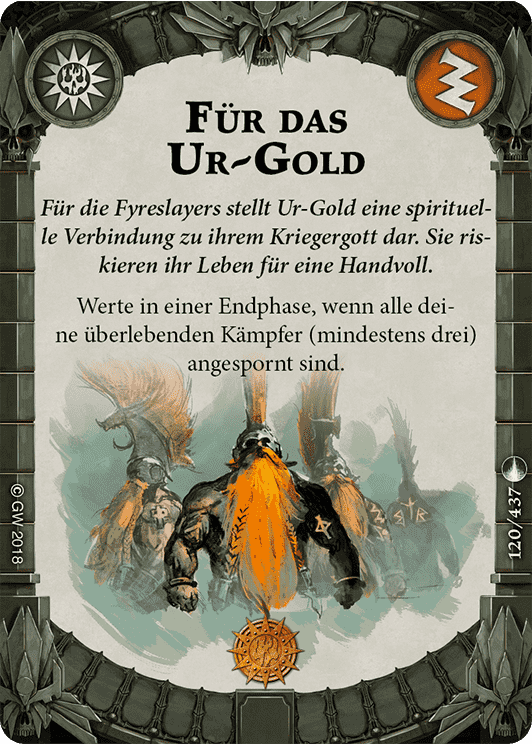 Für das
Ur~Gold
Für die Fyreslayers stellt Ur-Gold eine spirituel-
le Verbindung zu ihrem Kriegergott dar. Sie ris-
kieren ihr Leben für eine Handvoll.
Werte in einer Endphase, wenn alle dei-
ne überlebenden Kämpfer (mindestens drei)
angespornt sind.
© GW 2018
120/437